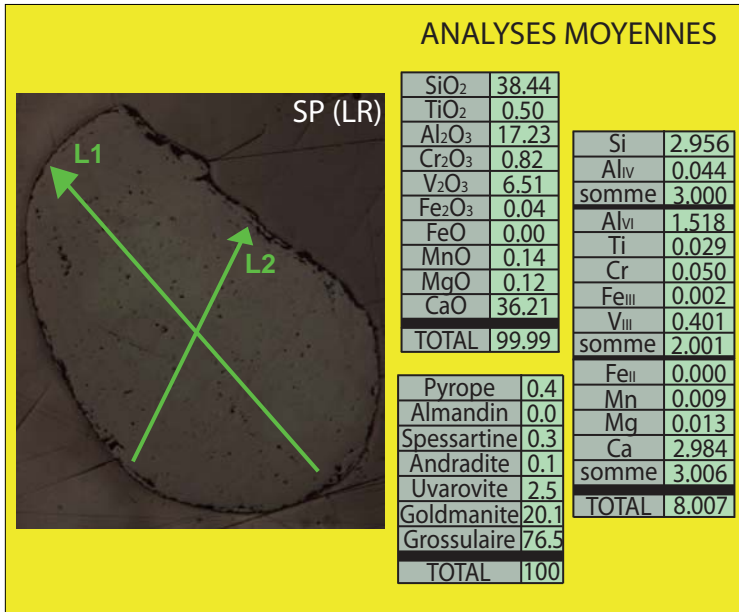 ANALYSES MOYENNES
SP (LR)
L1
L2
SiO2 38.44
TiO2 0.50
Al2O3 17.23
Cr2O3 0.82
V2O3 6.51
Fe2O3 0.04
FeO 0.00
MnO 0.14
MgO 0.12
CaO 36.21
TOTAL 99.99
Pyrope 0.4
Almandin 0.0
Spessartine 0.3
Andradite 0.1
Uvarovite 2.5
Goldmanite 20.1
Grossulaire 76.5
TOTAL 100
Si 2.956
AlIV 0.044
somme 3.000
AlVI 1.518
Ti 0.029
Cr 0.050
FeIII 0.002
VIII 0.401
somme 2.001
FeII 0.000
Mn 0.009
Mg 0.013
Ca 2.984
somme 3.006
TOTAL 8.007